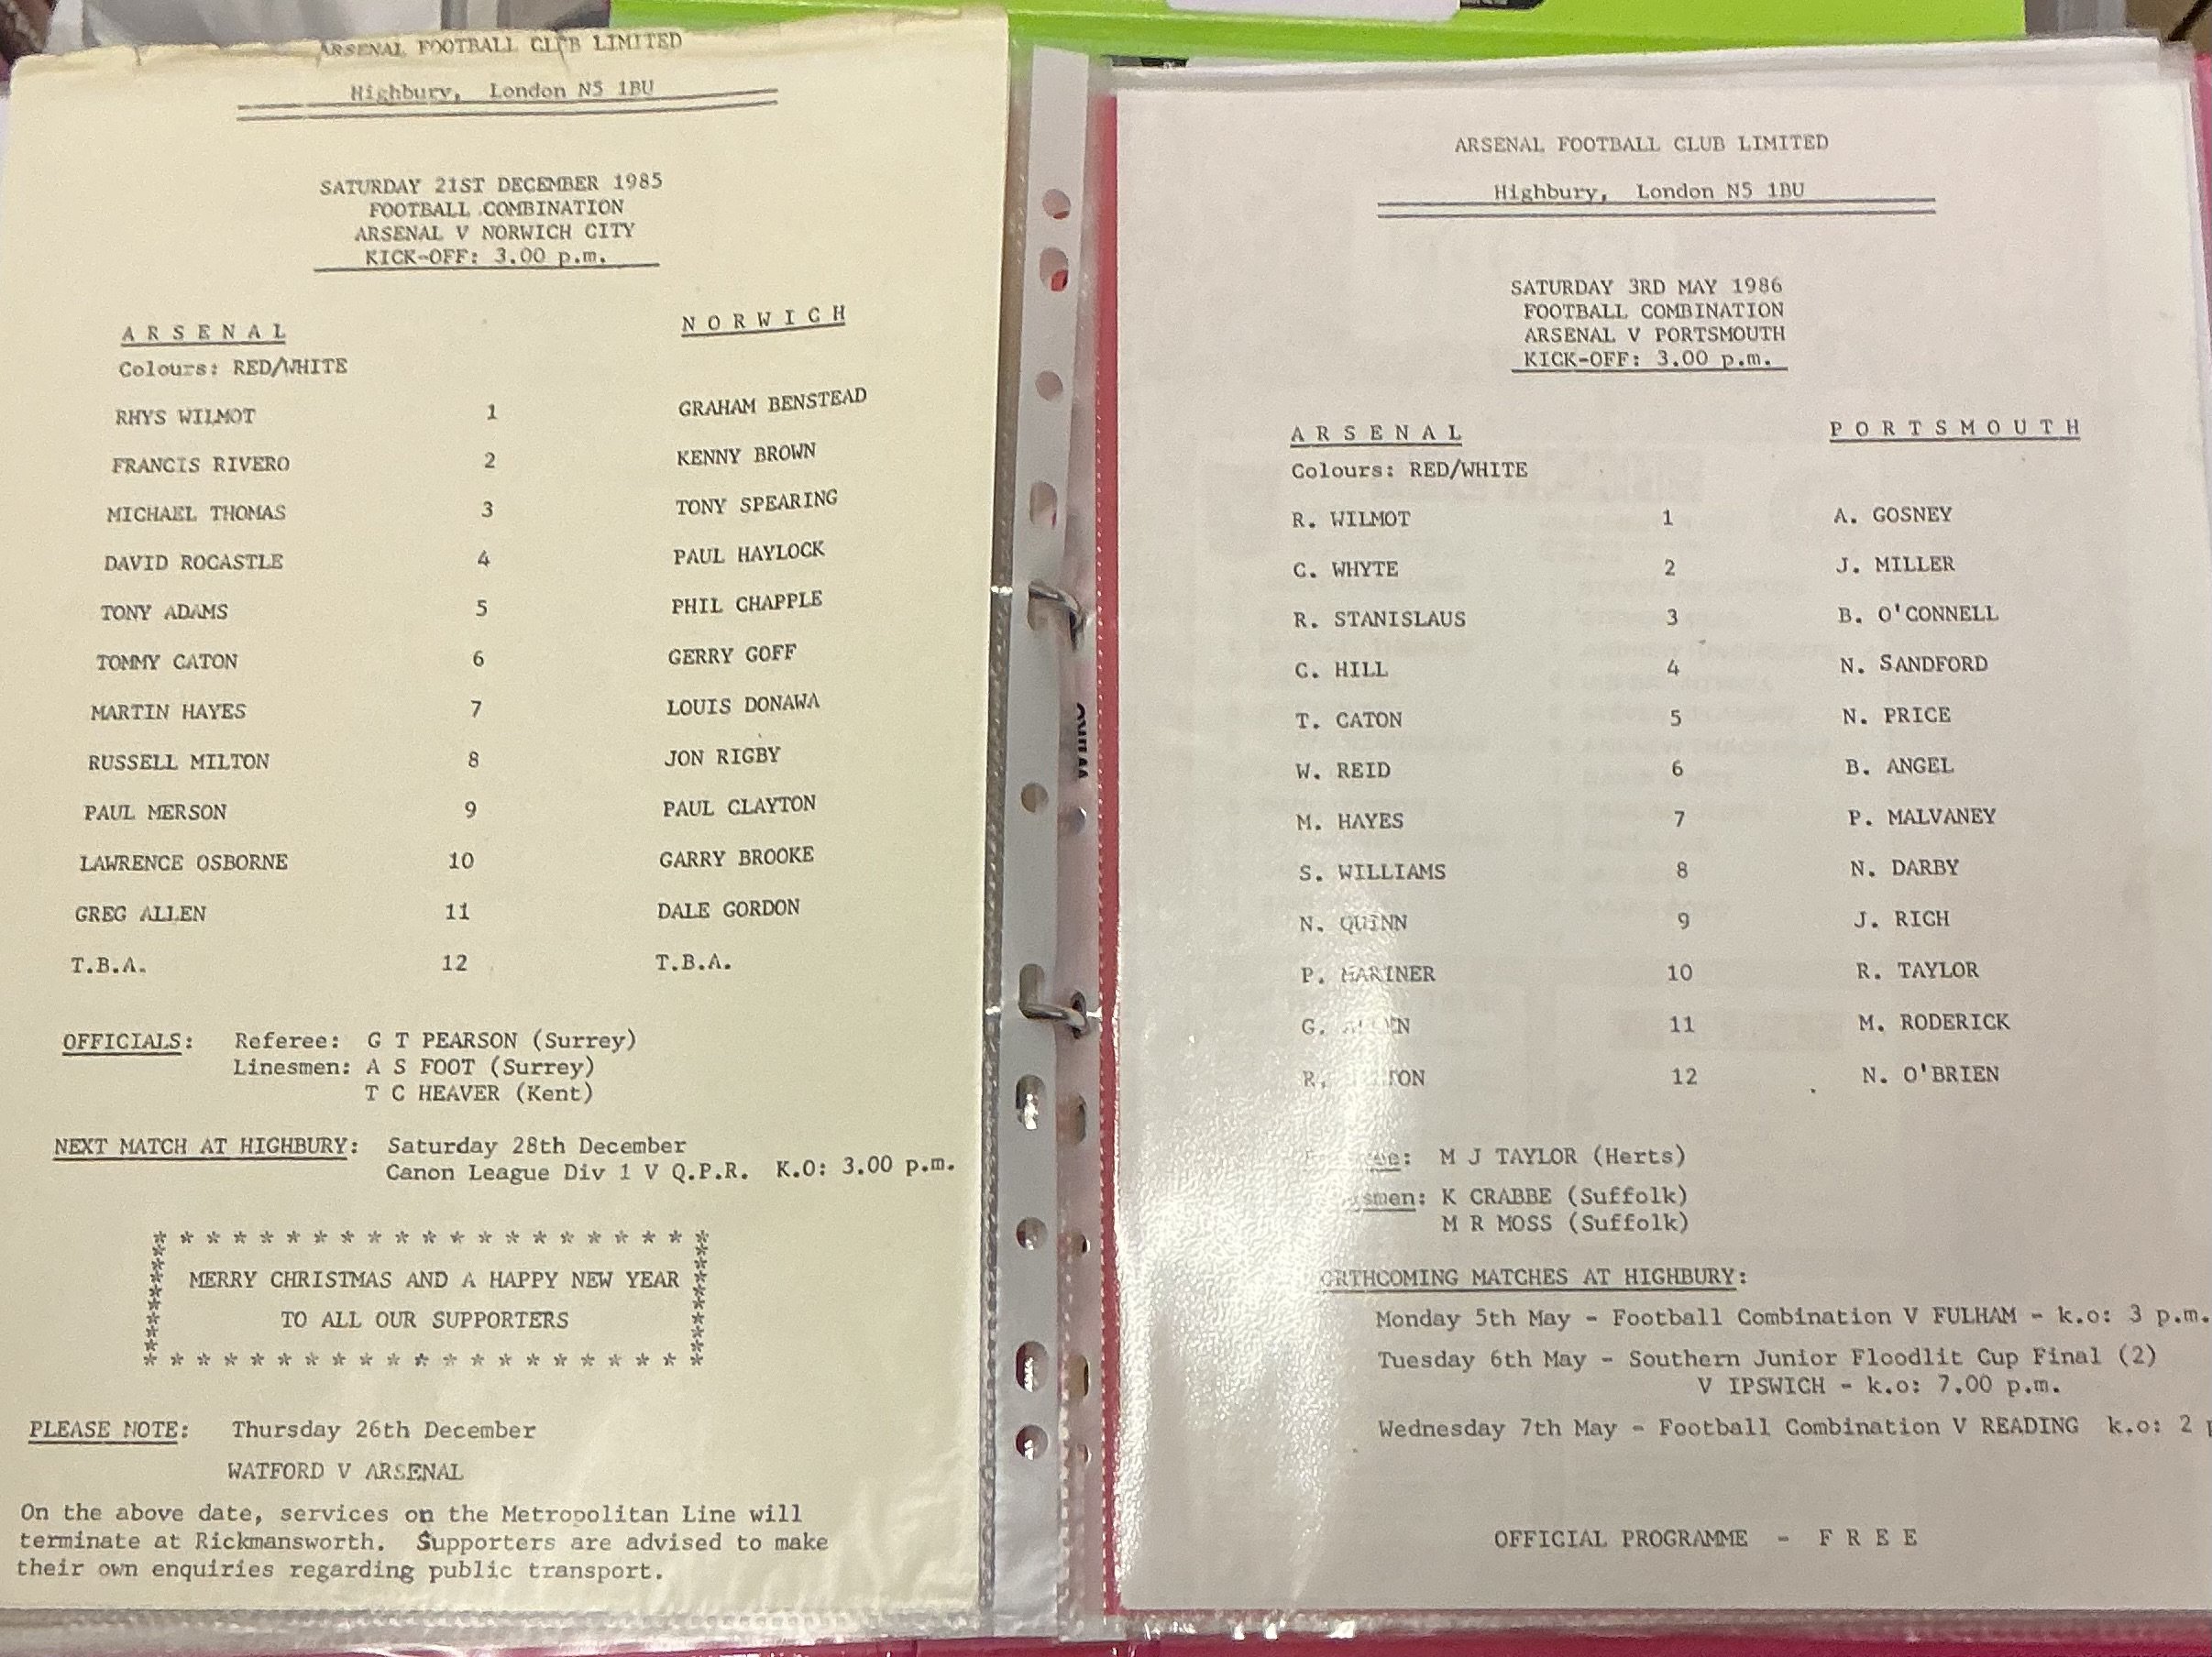 ARSENAL FOOTBALL CLUB LIMITED
Highbury, London N5 1BU
SATURDAY 21ST DECEMBER 1985
FOOTBALL COMBINATION
ARSENAL V NORWICH CITY
KICK-OFF: 3.00 p.m.
A R S E N A L N O R W I C H
Colours: RED/WHITE
RHYS WILMOT 1 GRAHAM BENSTEAD
FRANCIS RIVERO 2 KENNY BROWN
MICHAEL THOMAS 3 TONY SPEARING
DAVID ROCASTLE 4 PAUL HAYLOCK
TONY ADAMS 5 PHIL CHAPPLE
TOMMY CATON 6 GERRY GOFF
MARTIN HAYES 7 LOUIS DONAWA
RUSSELL MILTON 8 JON RIGBY
PAUL MERSON 9 PAUL CLAYTON
LAWRENCE OSBORNE 10 GARRY BROOKE
GREG ALLEN 11 DALE GORDON
T.B.A. 12 T.B.A.
OFFICIALS: Referee: G T PEARSON (Surrey)
Linesmen: A S FOOT (Surrey)
T C HEAVER (Kent)
NEXT MATCH AT HIGHBURY: Saturday 28th December
Canon League Div 1 V Q.P.R. K.O: 3.00 p.m.
* * * * * * * * * * * * * * * * * * * * *
MERRY CHRISTMAS AND A HAPPY NEW YEAR
TO ALL OUR SUPPORTERS
* * * * * * * * * * * * * * * * * * * * *
PLEASE NOTE: Thursday 26th December
WATFORD V ARSENAL
On the above date, services on the Metropolitan Line will
terminate at Rickmansworth. Supporters are advised to make
their own enquiries regarding public transport.
ARSENAL FOOTBALL CLUB LIMITED
Highbury, London N5 1BU
SATURDAY 3RD MAY 1986
FOOTBALL COMBINATION
ARSENAL V PORTSMOUTH
KICK-OFF: 3.00 p.m.
A R S E N A L P O R T S M O U T H
Colours: RED/WHITE
R. WILMOT 1 A. GOSNEY
C. WHYTE 2 J. MILLER
R. STANISLAUS 3 B. O'CONNELL
C. HILL 4 N. SANDFORD
T. CATON 5 N. PRICE
W. REID 6 B. ANGEL
M. HAYES 7 P. MALVANEY
S. WILLIAMS 8 N. DARBY
N. QUINN 9 J. RICH
P. MARINER 10 R. TAYLOR
G. 11 M. RODERICK
R. 12 N. O'BRIEN
M J TAYLOR (Herts)
K CRABBE (Suffolk)
M R MOSS (Suffolk)
ORTHCOMING MATCHES AT HIGHBURY:
Monday 5th May - Football Combination V FULHAM - k.o: 3 p.m.
Tuesday 6th May - Southern Junior Floodlit Cup Final (2)
V IPSWICH - k.o: 7.00 p.m.
Wednesday 7th May - Football Combination V READING k.o: 2
OFFICIAL PROGRAMME - F R E E